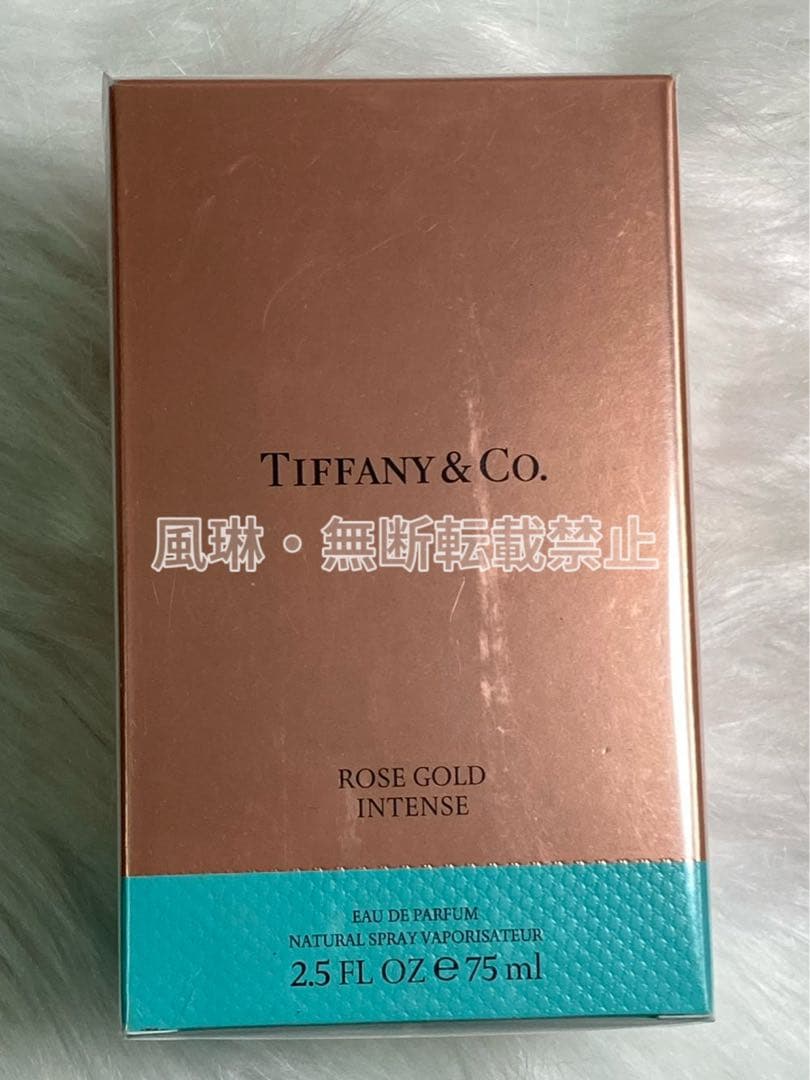 TIFFANY & CO.
風琳・無断転載禁止
ROSE GOLD
INTENSE
EAU DE PARFUM
NATURAL SPRAY VAPORISATEUR
2.5 FL OZ e 75 ml